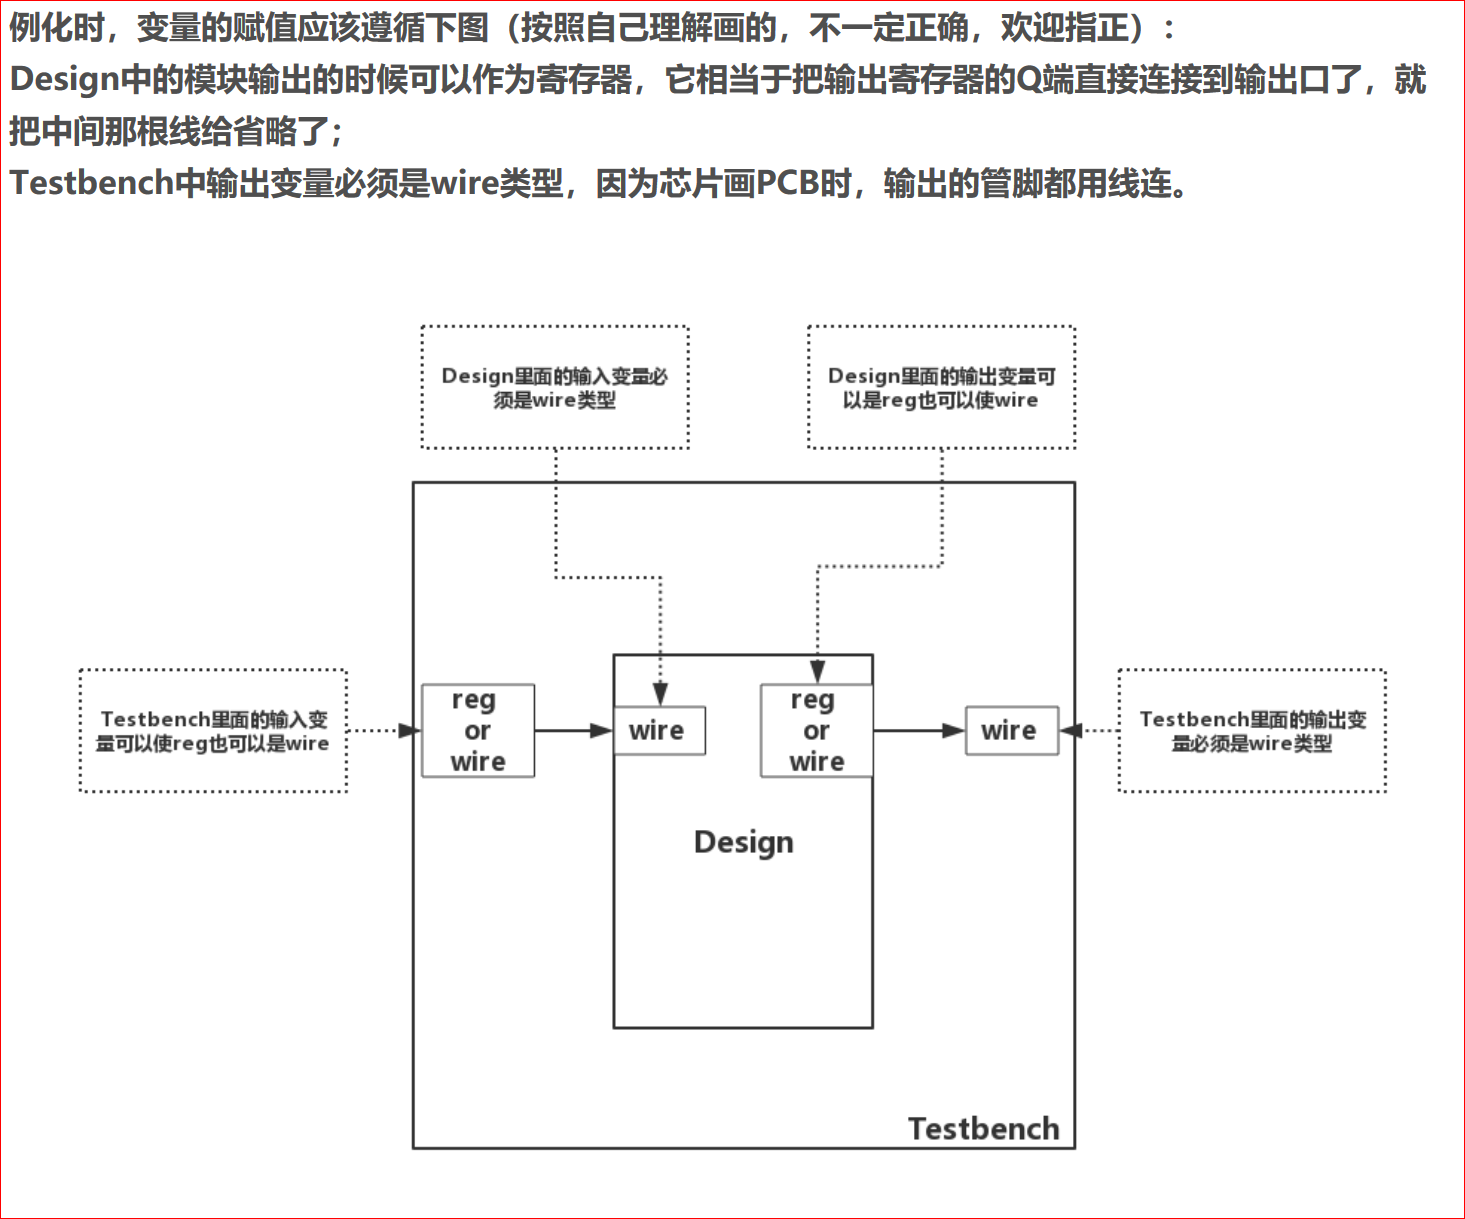 例化时，变量的赋值应该遵循下图（按照自己理解画的，不一定正确，欢迎指正）：
Design中的模块输出的时候可以作为寄存器，它相当于把输出寄存器的Q端直接连接到输出口了，就
把中间那根线给省略了；
Testbench中输出变量必须是wire类型，因为芯片画PCB时，输出的管脚都用线连。
Design里面的输入变量必
须是wire类型
Design里面的输出变量可
以是reg也可以使wire
Testbench里面的输入变
量可以使reg也可以是wire
reg
or
wire
wire
reg
or
wire
wire
Testbench里面的输出变
量必须是wire类型
Design
Testbench